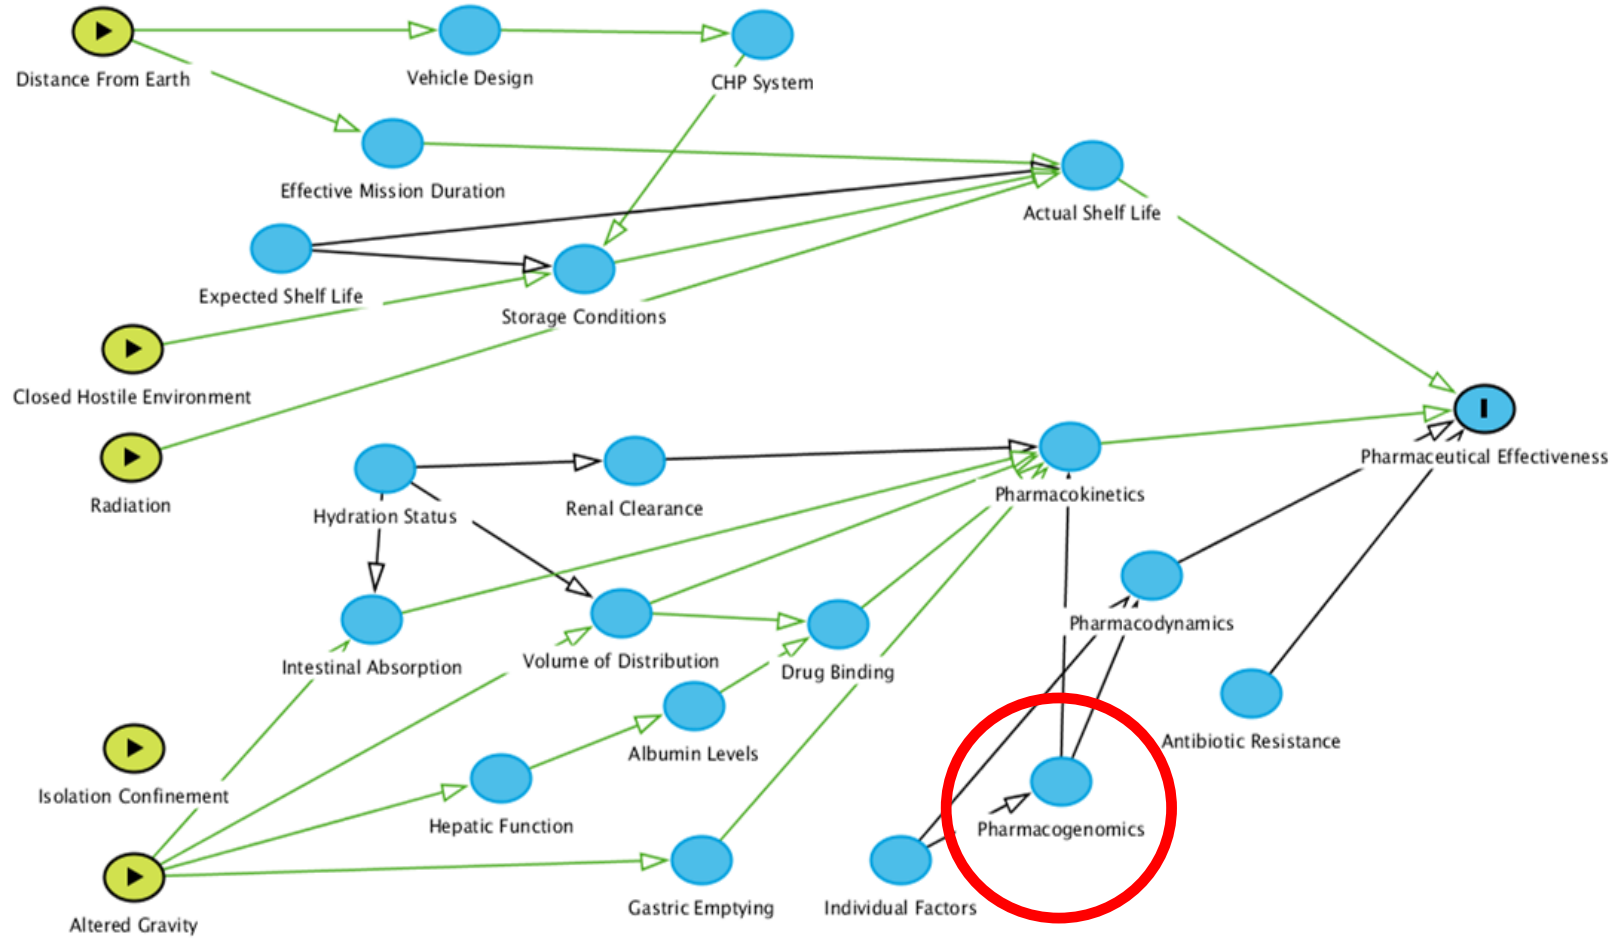 Distance From Earth
Vehicle Design
CHP System
Effective Mission Duration
Actual Shelf Life
Expected Shelf Life
Storage Conditions
Closed Hostile Environment
Radiation
Hydration Status
Renal Clearance
Pharmacokinetics
Pharmaceutical Effectiveness
Intestinal Absorption
Volume of Distribution
Drug Binding
Pharmacodynamics
Albumin Levels
Antibiotic Resistance
Isolation Confinement
Hepatic Function
Pharmacogenomics
Altered Gravity
Gastric Emptying
Individual Factors